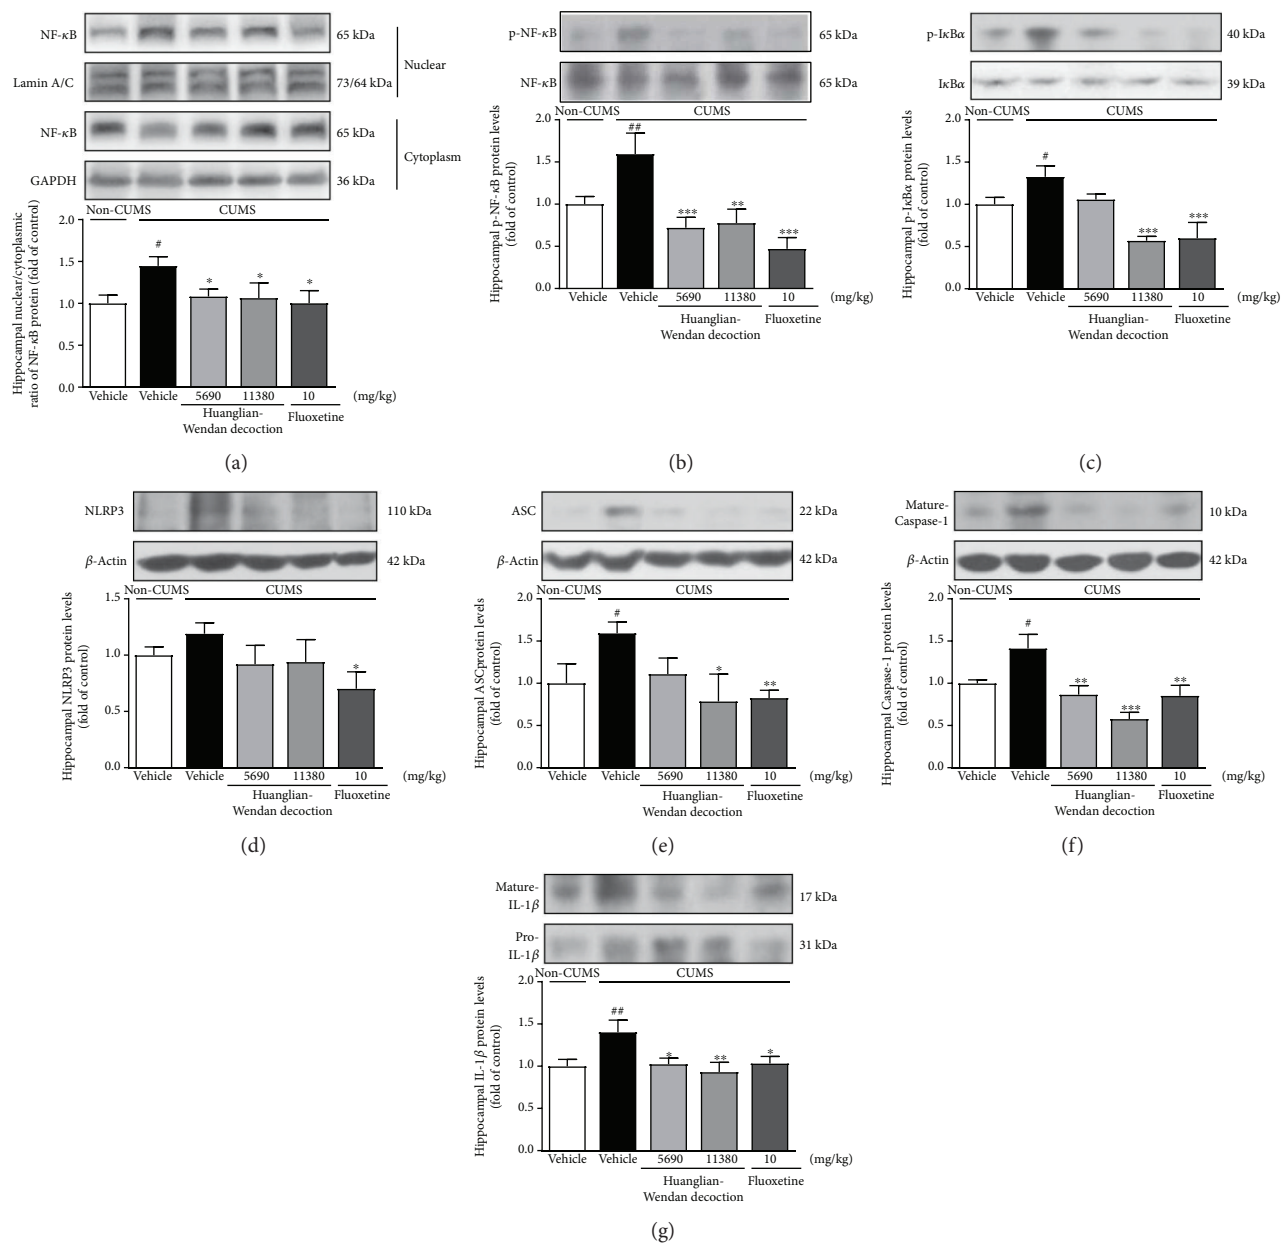 NF-κB
65 kDa
Lamin A/C
73/64 kDa
Nuclear
NF-κB
65 kDa
GAPDH
36 kDa
Cytoplasm
Non-CUMS
CUMS
Hippocampal nuclear/cytoplasmic
ratio of NF-κB protein (fold of control)
2.0
1.5
1.0
0.5
0.0
#
*
*
*
Vehicle Vehicle 5690 11380 10 (mg/kg)
Huanglian-
Wendan decoction
Fluoxetine
(a)
p-NF-κB
65 kDa
NF-κB
65 kDa
Non-CUMS
CUMS
Hippocampal p-NF-κB protein levels
(fold of control)
2.0
1.5
1.0
0.5
0.0
##
***
**
***
Vehicle Vehicle 5690 11380 10 (mg/kg)
Huanglian-
Wendan decoction
Fluoxetine
(b)
p-IκBα
40 kDa
IκBα
39 kDa
Non-CUMS
CUMS
Hippocampal p-IκBα protein levels
(fold of control)
2.0
1.5
1.0
0.5
0.0
#
***
***
Vehicle Vehicle 5690 11380 10 (mg/kg)
Huanglian-
Wendan decoction
Fluoxetine
(c)
NLRP3
110 kDa
β-Actin
42 kDa
Non-CUMS
CUMS
Hippocampal NLRP3 protein levels
(fold of control)
1.5
1.0
0.5
0.0
*
Vehicle Vehicle 5690 11380 10 (mg/kg)
Huanglian-
Wendan decoction
Fluoxetine
(d)
ASC
22 kDa
β-Actin
42 kDa
Non-CUMS
CUMS
Hippocampal ASCprotein levels
(fold of control)
2.0
1.5
1.0
0.5
0.0
#
*
**
Vehicle Vehicle 5690 11380 10 (mg/kg)
Huanglian-
Wendan decoction
Fluoxetine
(e)
Mature-
Caspase-1
10 kDa
β-Actin
42 kDa
Non-CUMS
CUMS
Hippocampal Caspase-1 protein levels
(fold of control)
2.0
1.5
1.0
0.5
0.0
#
**
***
**
Vehicle Vehicle 5690 11380 10 (mg/kg)
Huanglian-
Wendan decoction
Fluoxetine
(f)
Mature-
IL-1β
17 kDa
Pro-
IL-1β
31 kDa
Non-CUMS
CUMS
Hippocampal IL-1β protein levels
(fold of control)
2.0
1.5
1.0
0.5
0.0
##
*
**
*
Vehicle Vehicle 5690 11380 10 (mg/kg)
Huanglian-
Wendan decoction
Fluoxetine
(g)